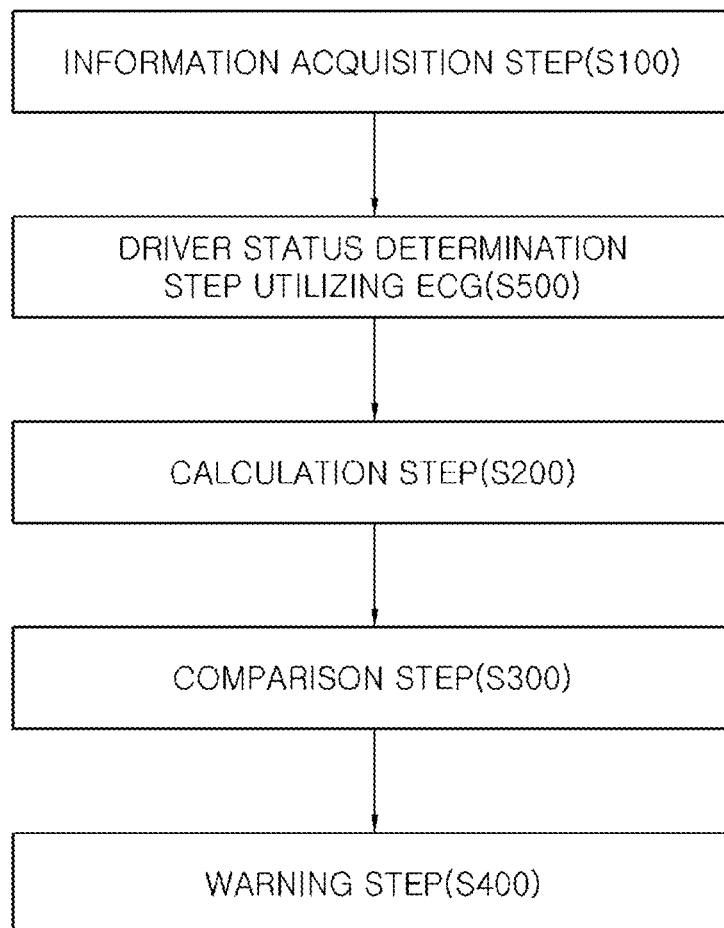 INFORMATION ACQUISITION STEP(S100)
DRIVER STATUS DETERMINATION
STEP UTILIZING ECG(S500)
CALCULATION STEP(S200)
COMPARISON STEP(S300)
WARNING STEP(S400)